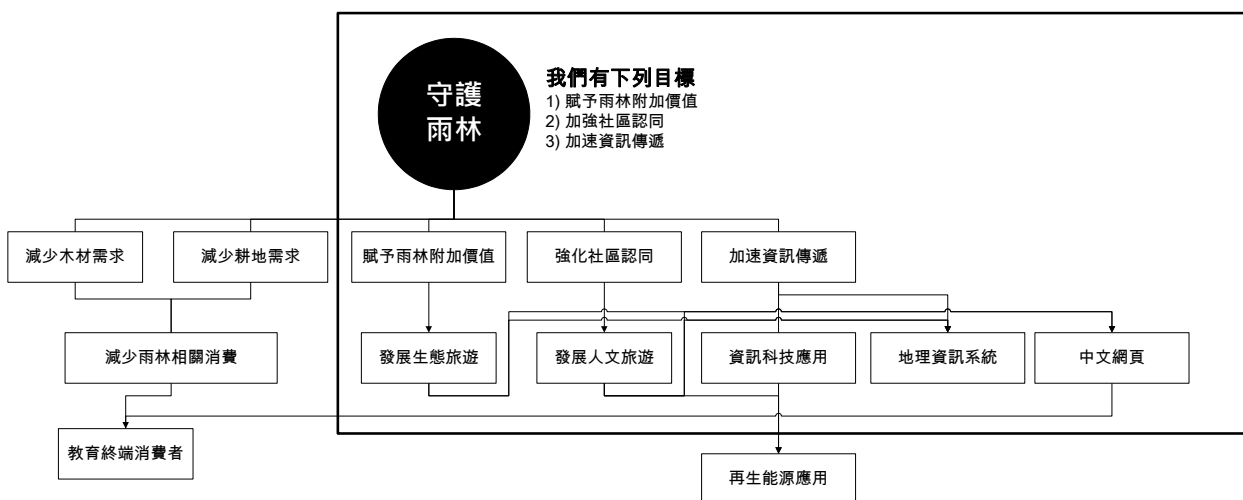 守護
雨林
我們有下列目標
1) 賦予雨林附加價值
2) 加強社區認同
3) 加速資訊傳遞
減少木材需求
減少耕地需求
賦予雨林附加價值
強化社區認同
加速資訊傳遞
減少雨林相關消費
發展生態旅遊
發展人文旅遊
資訊科技應用
地理資訊系統
中文網頁
教育終端消費者
再生能源應用